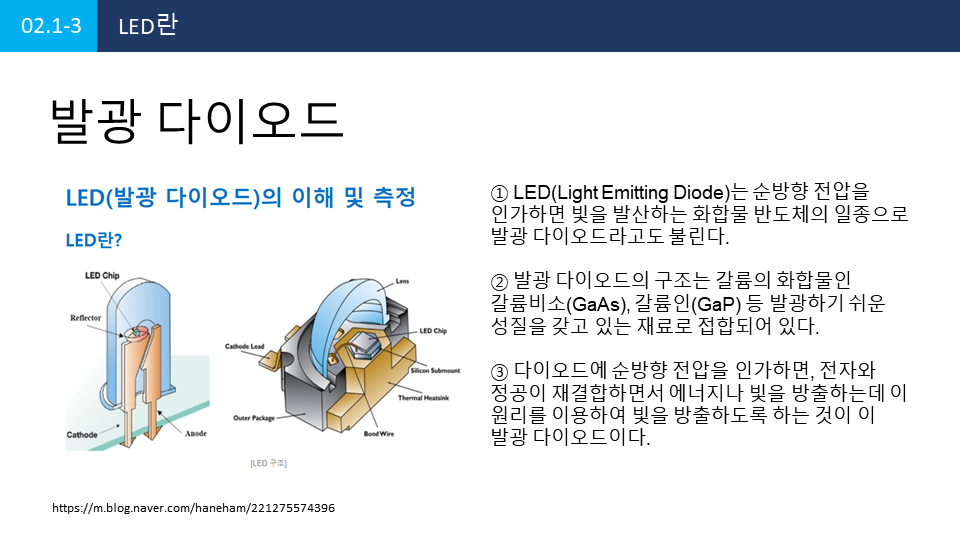 02.1-3
LED란
발광 다이오드
LED(발광 다이오드)의 이해 및 측정
LED란?
LED Chip
Reflector
Cathode
Anode
Lens
LED Chip
Cathode Lead
Silicon Submount
Thermal Heatsink
Outer Package
Bond Wire
[LED 구조]
① LED(Light Emitting Diode)는 순방향 전압을
인가하면 빛을 발산하는 화합물 반도체의 일종으로
발광 다이오드라고도 불린다.
② 발광 다이오드의 구조는 갈륨의 화합물인
갈륨비소(GaAs), 갈륨인(GaP) 등 발광하기 쉬운
성질을 갖고 있는 재료로 접합되어 있다.
③ 다이오드에 순방향 전압을 인가하면, 전자와
정공이 재결합하면서 에너지나 빛을 방출하는데 이
원리를 이용하여 빛을 방출하도록 하는 것이 이
발광 다이오드이다.
https://m.blog.naver.com/haneham/221275574396